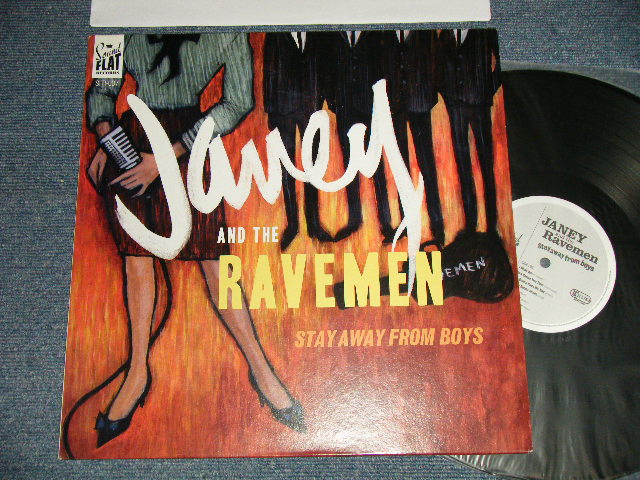 Sound
FLAT
RECORDS
Janey
AND THE
RAVEMEN
STAY AWAY FROM BOYS
EMEN
JANEY
and the
Ravemen
Stay away from boys